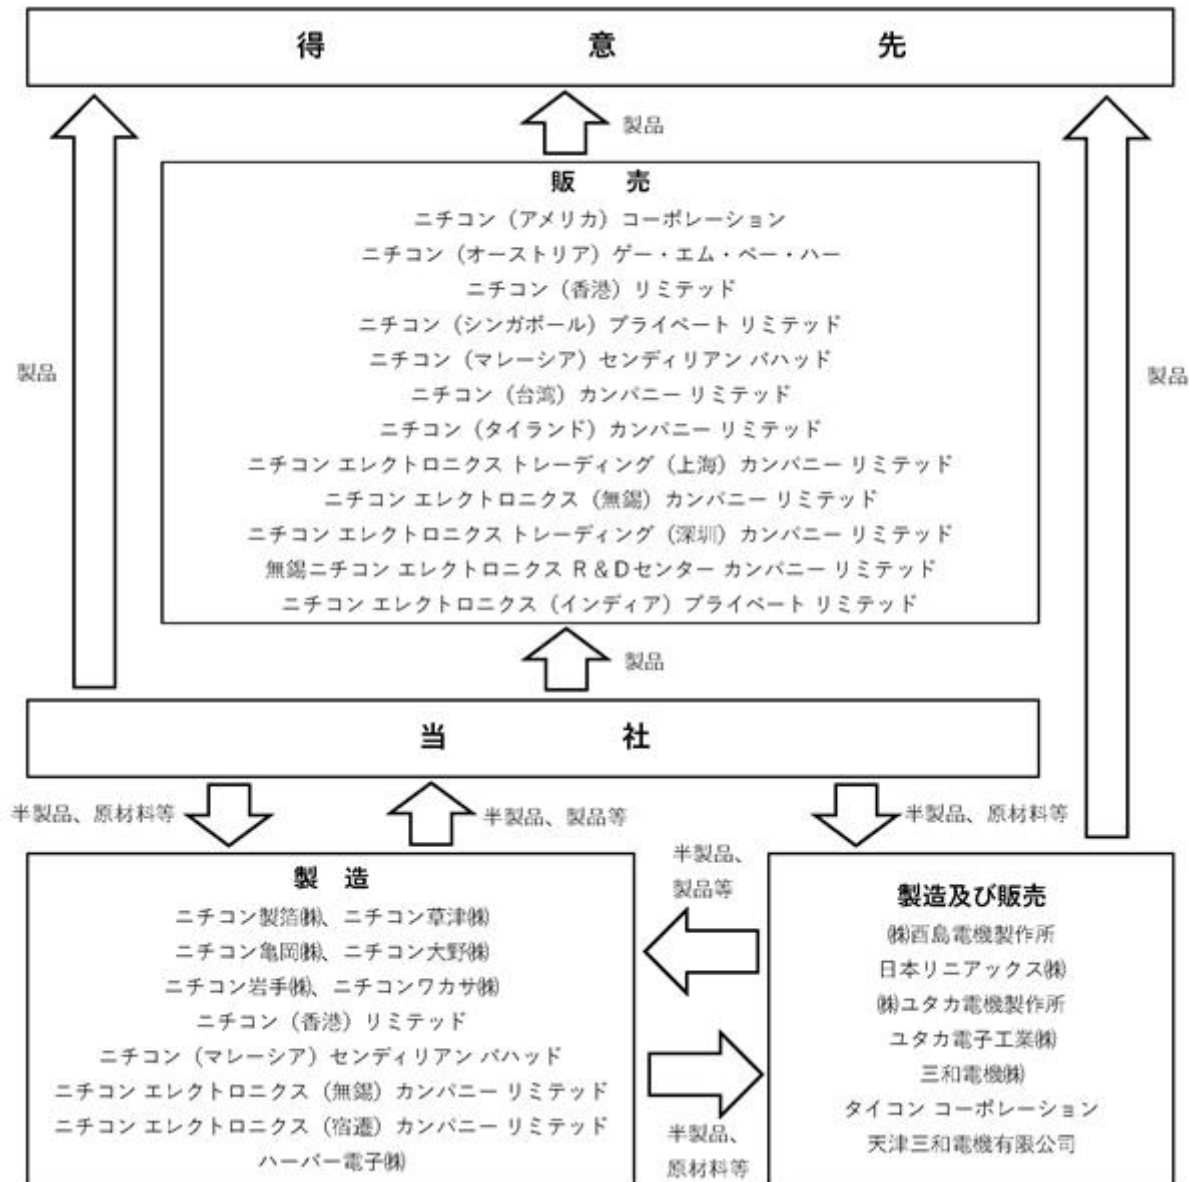 得意先
製品
販売
ニチコン（アメリカ）コーポレーション
ニチコン（オーストリア）ゲー・エム・ベー・ハー
ニチコン（香港）リミテッド
ニチコン（シンガポール）プライベート リミテッド
ニチコン（マレーシア）センディリアン バハッド
ニチコン（台湾）カンパニー リミテッド
ニチコン（タイランド）カンパニー リミテッド
ニチコン エレクトロニクス トレーディング（上海）カンパニー リミテッド
ニチコン エレクトロニクス（無錫）カンパニー リミテッド
ニチコン エレクトロニクス トレーディング（深圳）カンパニー リミテッド
無錫ニチコン エレクトロニクス Ｒ＆Ｄセンター カンパニー リミテッド
ニチコン エレクトロニクス（インディア）プライベート リミテッド
製品
製品
製品
当社
半製品、原材料等
半製品、製品等
半製品、原材料等
製造
ニチコン製箔㈱、ニチコン草津㈱
ニチコン亀岡㈱、ニチコン大野㈱
ニチコン岩手㈱、ニチコンワカサ㈱
ニチコン（香港）リミテッド
ニチコン（マレーシア）センディリアン バハッド
ニチコン エレクトロニクス（無錫）カンパニー リミテッド
ニチコン エレクトロニクス（宿遷）カンパニー リミテッド
ハーバー電子㈱
半製品、
製品等
半製品、
原材料等
製造及び販売
㈱酉島電機製作所
日本リニアックス㈱
㈱ユタカ電機製作所
ユタカ電子工業㈱
三和電機㈱
タイコン コーポレーション
天津三和電機有限公司